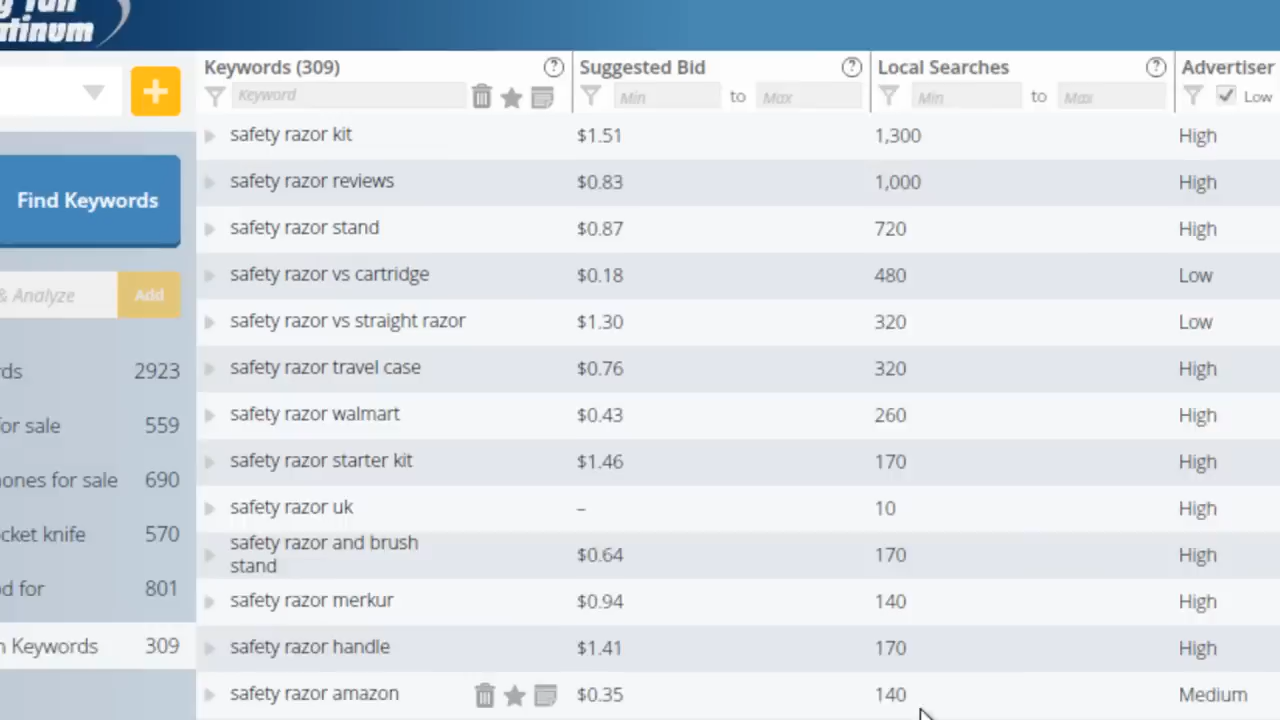 Keywords (309) ? Suggested Bid ? Local Searches ? Advertiser
Keyword Min to Max Min to Max Low
Find Keywords
& Analyze Add
2923
for sale 559
for sale 690
knife 570
for 801
Keywords 309
safety razor kit $1.51 1,300 High
safety razor reviews $0.83 1,000 High
safety razor stand $0.87 720 High
safety razor vs cartridge $0.18 480 Low
safety razor vs straight razor $1.30 320 Low
safety razor travel case $0.76 320 High
safety razor walmart $0.43 260 High
safety razor starter kit $1.46 170 High
safety razor uk – 10 High
safety razor and brush
stand $0.64 170 High
safety razor merkur $0.94 140 High
safety razor handle $1.41 170 High
safety razor amazon $0.35 140 Medium